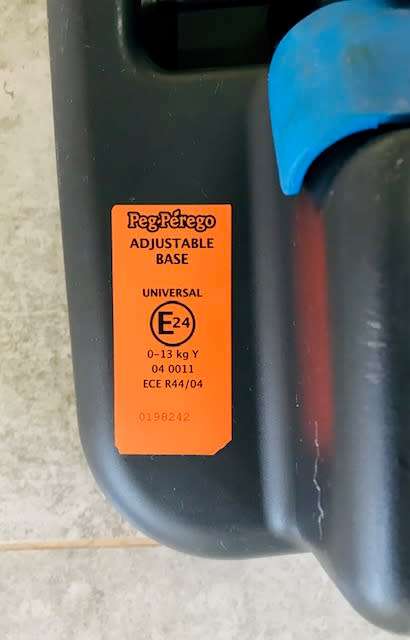 Peg-Pérego
ADJUSTABLE
BASE
UNIVERSAL
E24
0-13 kg Y
04 0011
ECE R44/04
0198242